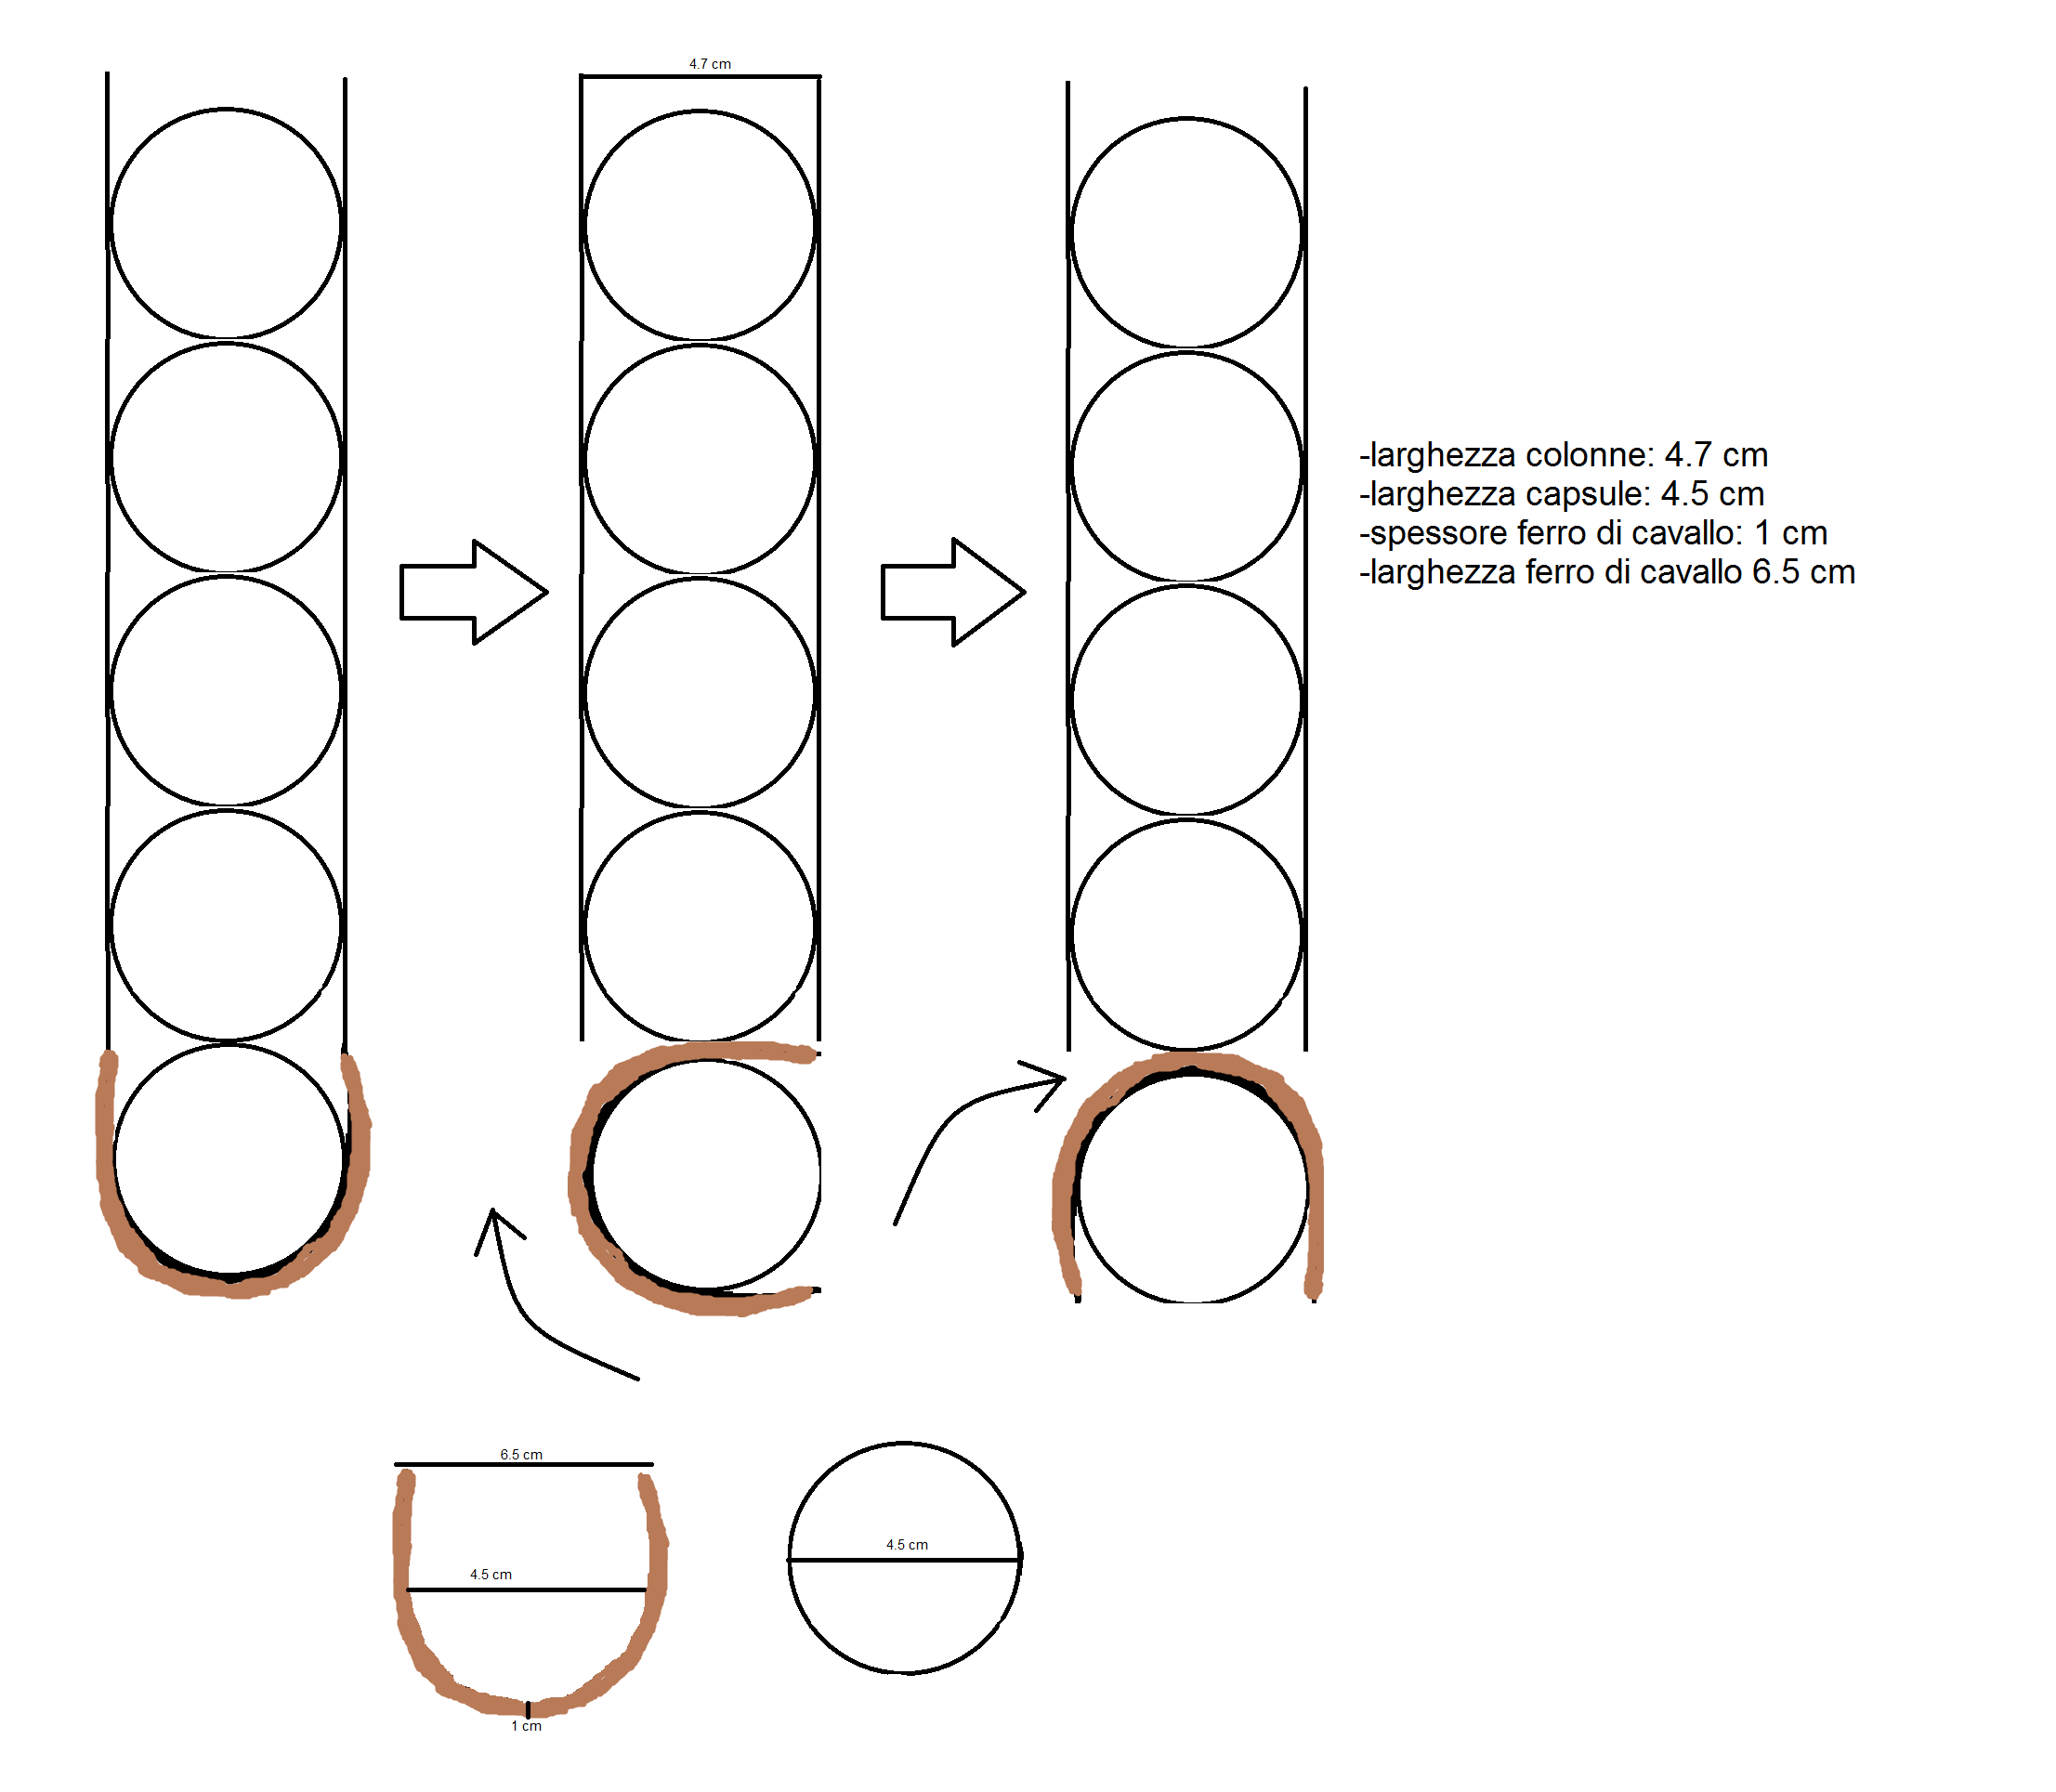 4.7 cm
-larghezza colonne: 4.7 cm
-larghezza capsule: 4.5 cm
-spessore ferro di cavallo: 1 cm
-larghezza ferro di cavallo 6.5 cm
6.5 cm
4.5 cm
4.5 cm
1 cm